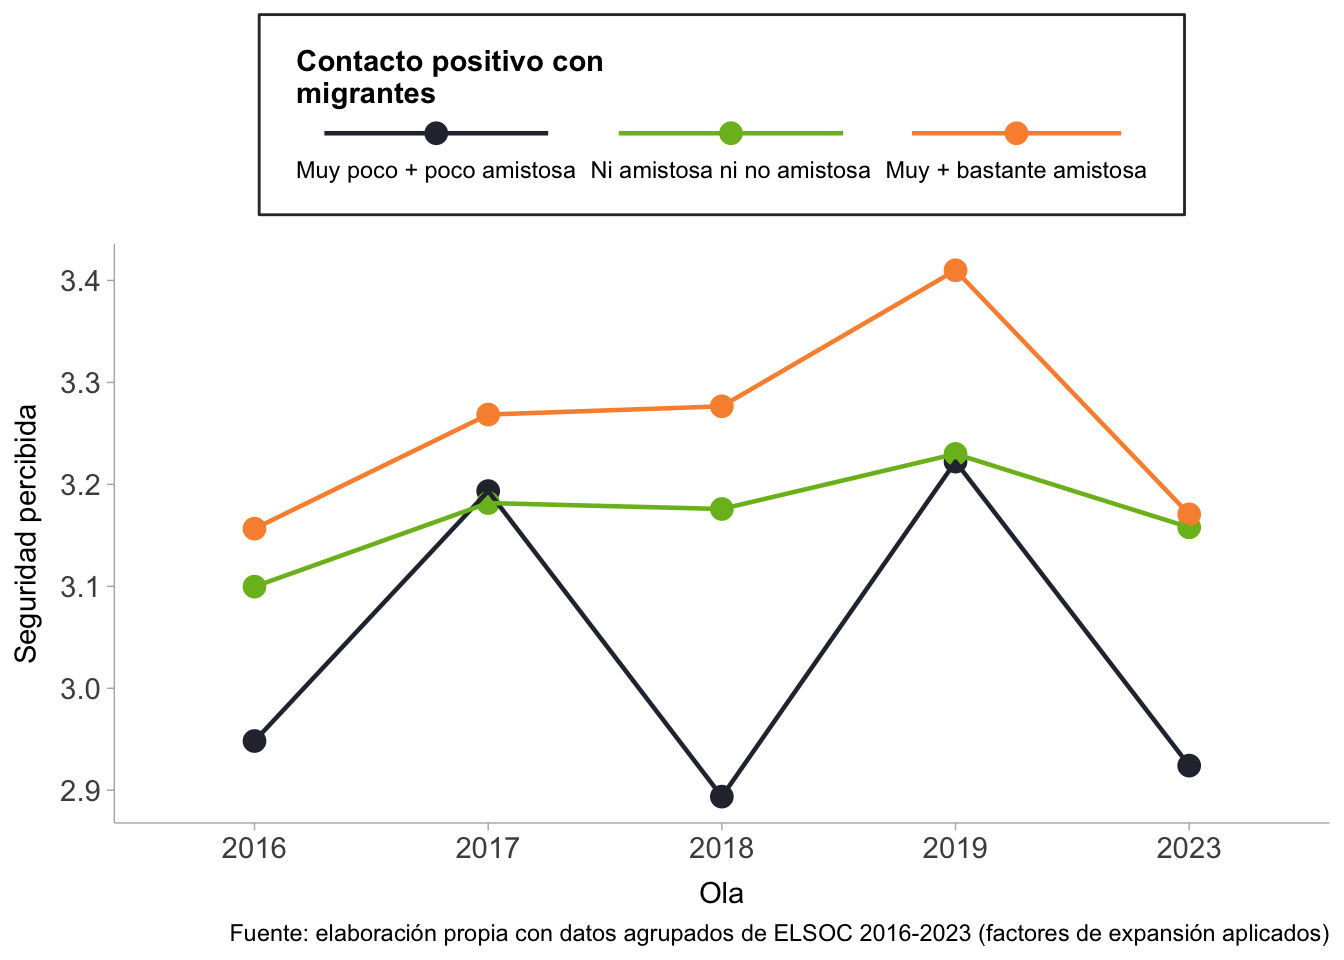 Contacto positivo con
migrantes
Muy poco + poco amistosa Ni amistosa ni no amistosa Muy + bastante amistosa
3.4
3.3
3.2
3.1
3.0
2.9
Seguridad percibida
2016 2017 2018 2019 2023
Ola
Fuente: elaboración propia con datos agrupados de ELSOC 2016-2023 (factores de expansión aplicados)